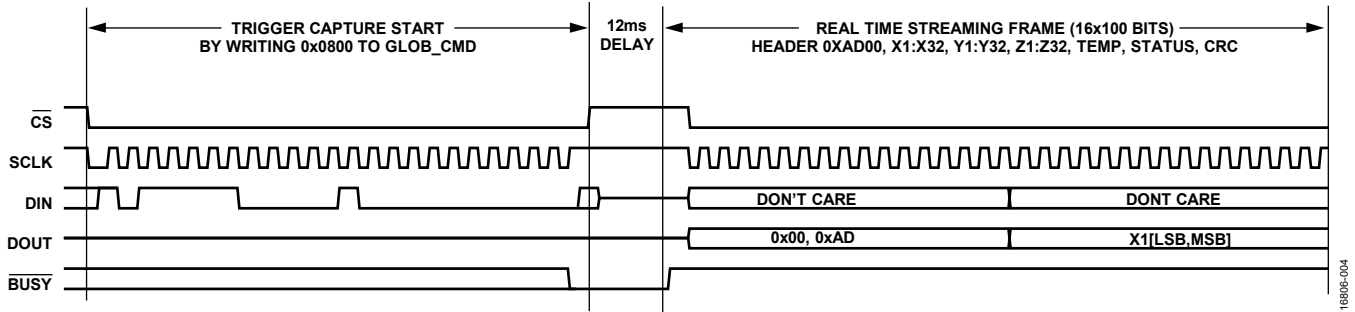 TRIGGER CAPTURE START
BY WRITING 0x0800 TO GLOB_CMD
12ms
DELAY
REAL TIME STREAMING FRAME (16x100 BITS)
HEADER 0XAD00, X1:X32, Y1:Y32, Z1:Z32, TEMP, STATUS, CRC
CS
SCLK
DIN
DON'T CARE
DONT CARE
DOUT
0x00, 0xAD
X1[LSB,MSB]
BUSY
16806-004